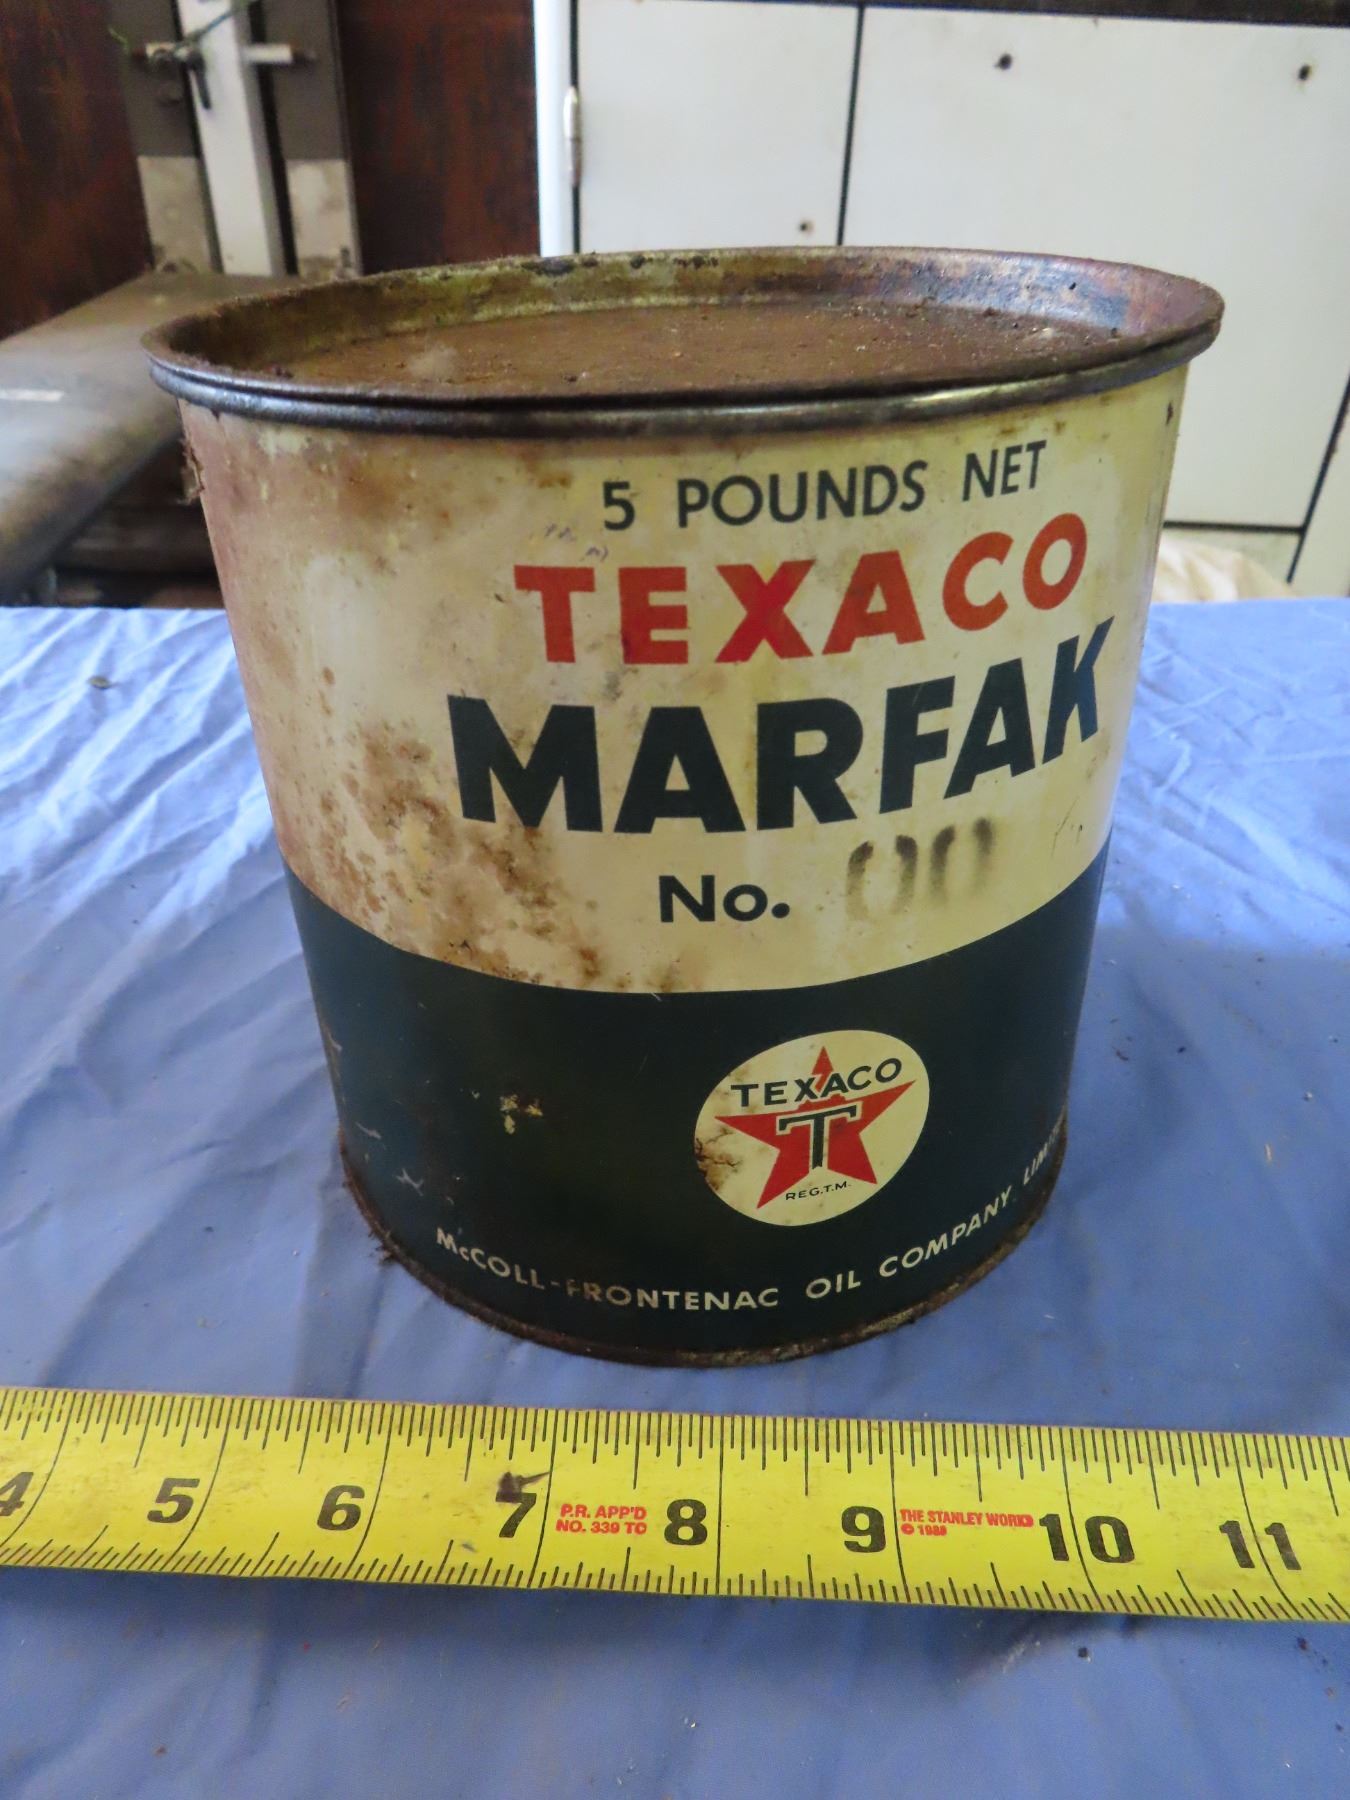 5 POUNDS NET
TEXACO
MARFAK
No. 00
TEXACO
T
REG.T.M.
McCOLL-FRONTENAC OIL COMPANY, 
4 5 6 7 P.R. APP'D 8 9 THE STANLEY WORKS 10 11
NO. 339 TO © 1988